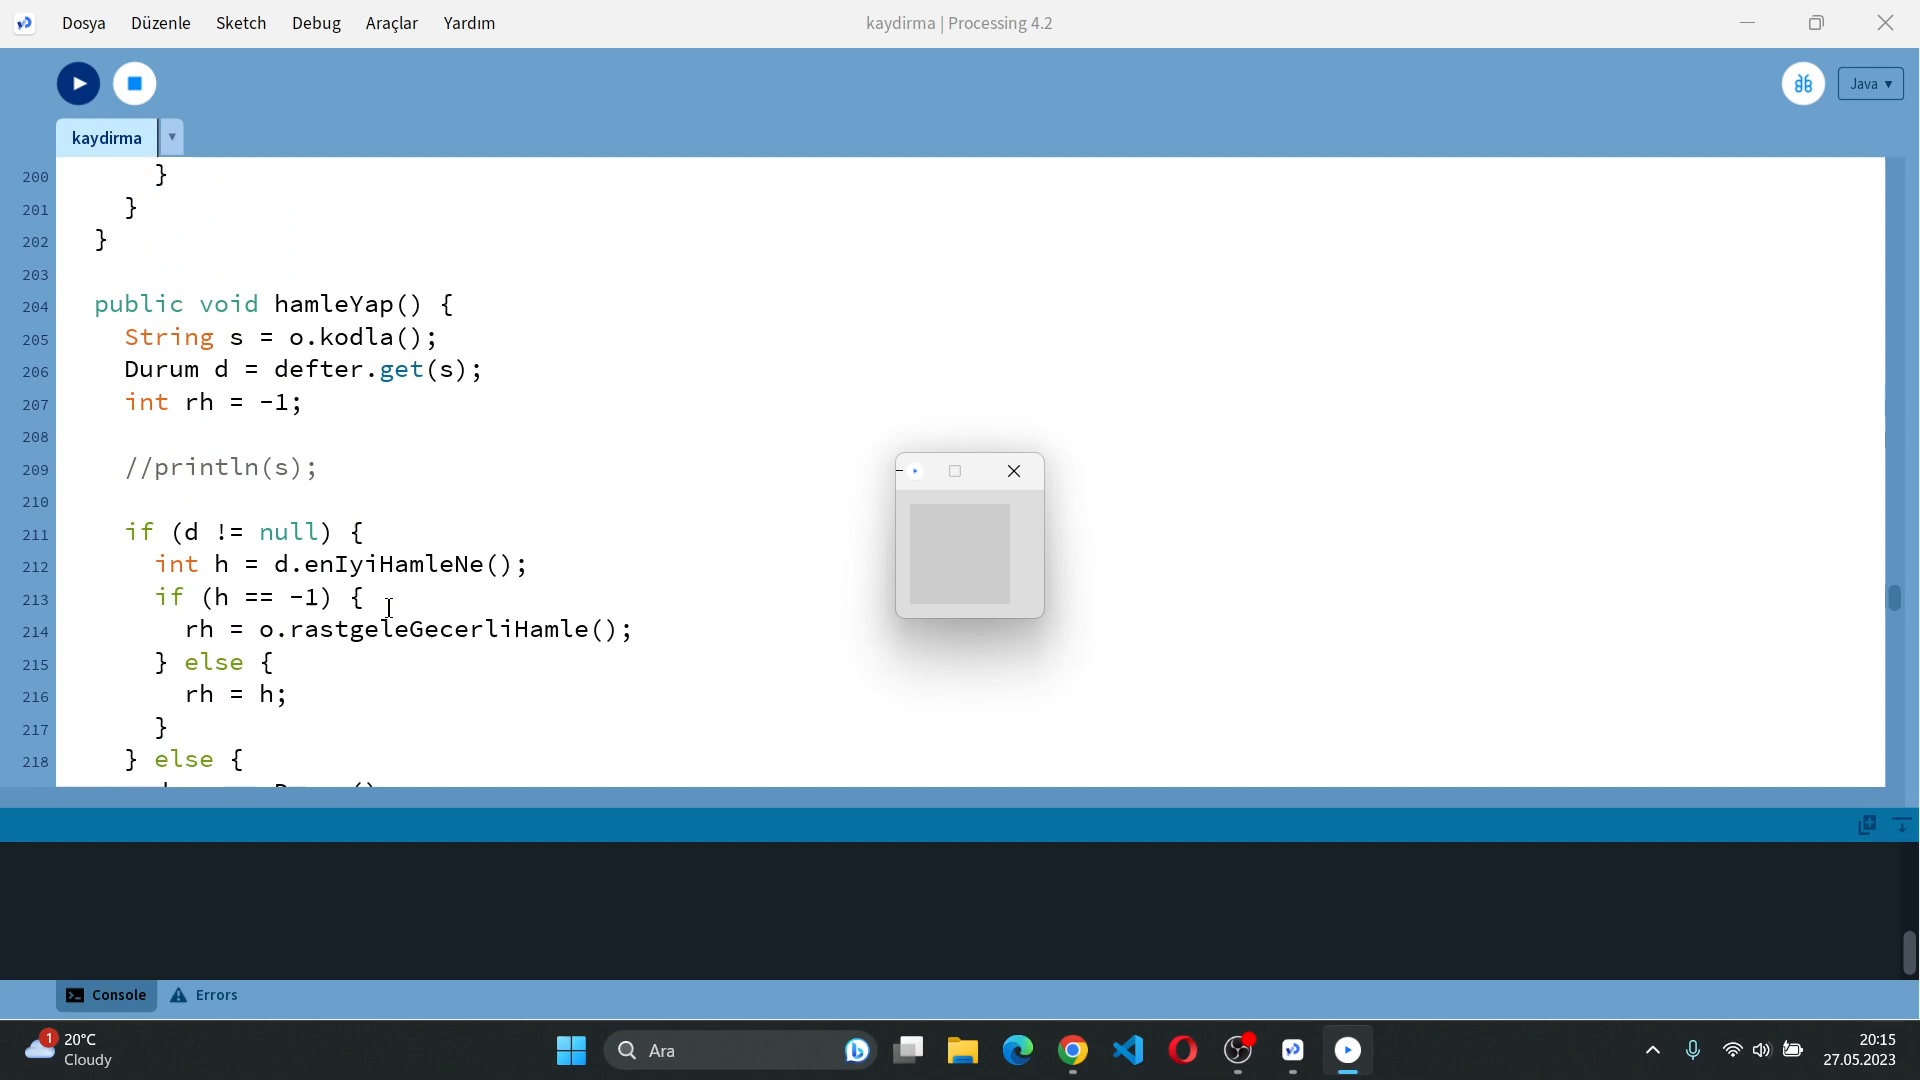 Dosya Düzenle Sketch Debug Araçlar Yardım
kaydirma | Processing 4.2
Java
kaydirma
200 }
201 }
202 }
203
204 public void hamleYap() {
205 String s = o.kodla();
206 Durum d = defter.get(s);
207 int rh = -1;
208
209 //println(s);
210
211 if (d != null) {
212 int h = d.enIyiHamleNe();
213 if (h == -1) {
214 rh = o.rastgeleGecerliHamle();
215 } else {
216 rh = h;
217 }
218 } else {
Console Errors
1
20°C
Cloudy
Ara
20:15
27.05.2023